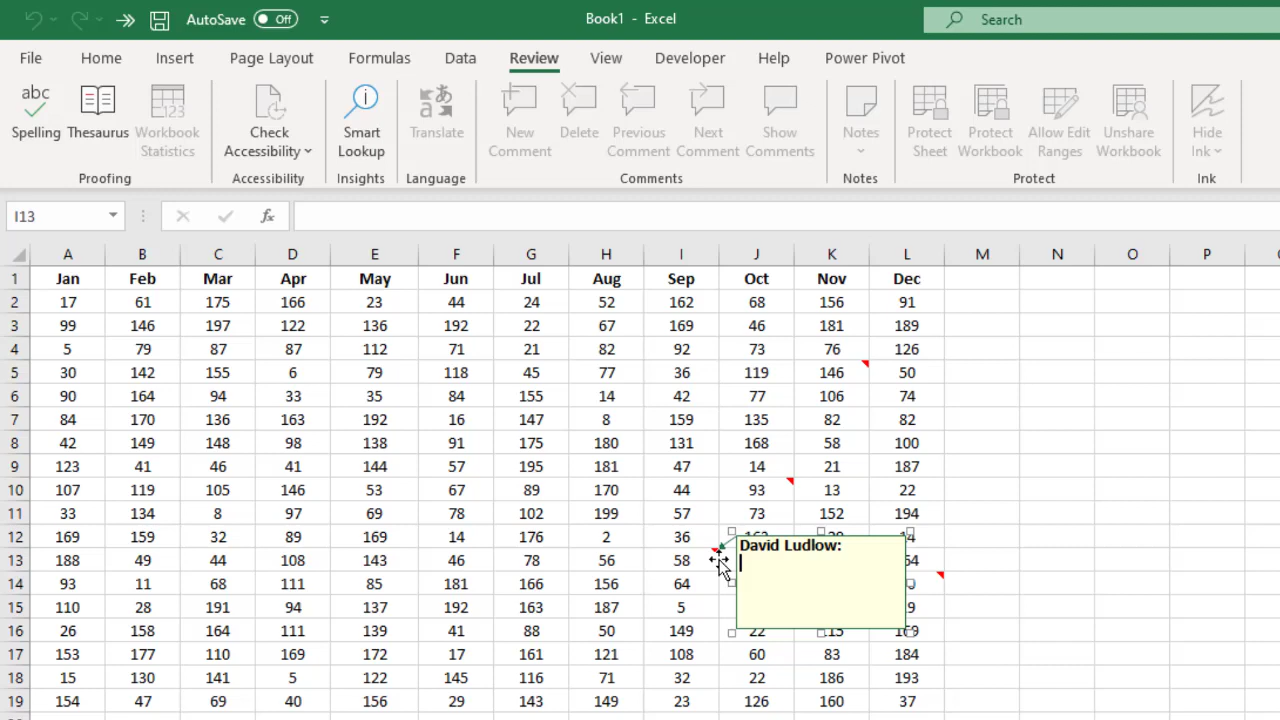 AutoSave Off Book1 - Excel Search
File Home Insert Page Layout Formulas Data Review View Developer Help Power Pivot
abc Spelling Thesaurus Workbook Statistics Check Accessibility Smart Lookup Translate New Comment Delete Previous Comment Next Comment Show Comments Notes Protect Sheet Protect Workbook Allow Edit Ranges Unshare Workbook Hide Ink
Proofing Accessibility Insights Language Comments Notes Protect Ink
I13 fx
A B C D E F G H I J K L M N O P
1 Jan Feb Mar Apr May Jun Jul Aug Sep Oct Nov Dec
2 17 61 175 166 23 44 24 52 162 68 156 91
3 99 146 197 122 136 192 22 67 169 46 181 189
4 5 79 87 87 112 71 21 82 92 73 76 126
5 30 142 155 6 79 118 45 77 36 119 146 50
6 90 164 94 33 35 84 155 14 42 77 106 74
7 84 170 136 163 192 16 147 8 159 135 82 82
8 42 149 148 98 138 91 175 180 131 168 58 100
9 123 41 46 41 144 57 195 181 47 14 21 187
10 107 119 105 146 53 67 89 170 44 93 13 22
11 33 134 8 97 69 78 102 199 57 73 152 194
12 159 32 89 169 14 176 2 36
David Ludlow:
13 188 49 44 108 143 46 78 56 58
14 93 11 68 111 85 181 166 156 64
15 110 28 191 94 137 192 163 187 5
16 26 158 164 111 139 41 88 50 149 22
17 153 177 110 169 172 17 161 121 108 60 83 184
18 15 130 141 5 122 145 116 71 32 22 186 193
19 154 47 69 40 156 29 143 149 23 126 160 37